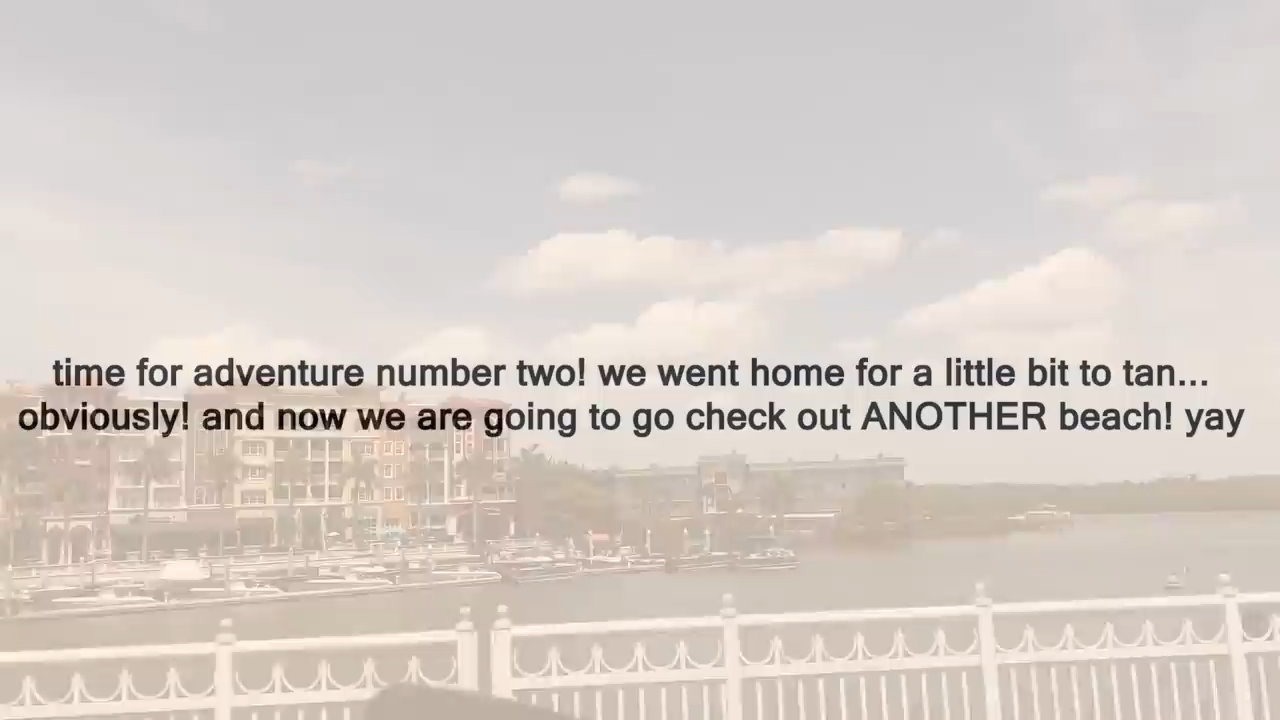 time for adventure number two! we went home for a little bit to tan...
obviously! and now we are going to go check out ANOTHER beach! yay